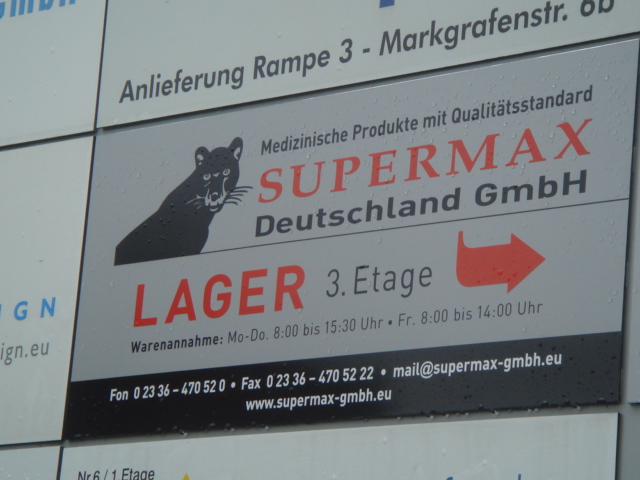 Anlieferung Rampe 3 - Markgrafenstr. 6b
Medizinische Produkte mit Qualitätsstandard
SUPERMAX
Deutschland GmbH
LAGER 3. Etage
Warenannahme: Mo-Do. 8:00 bis 15:30 Uhr • Fr. 8:00 bis 14:00 Uhr
Fon 0 23 36 – 470 52 0 • Fax 0 23 36 – 470 52 22 • mail@supermax-gmbh.eu
www.supermax-gmbh.eu
IGN
ign.eu
Nr.6 / 1.Etage